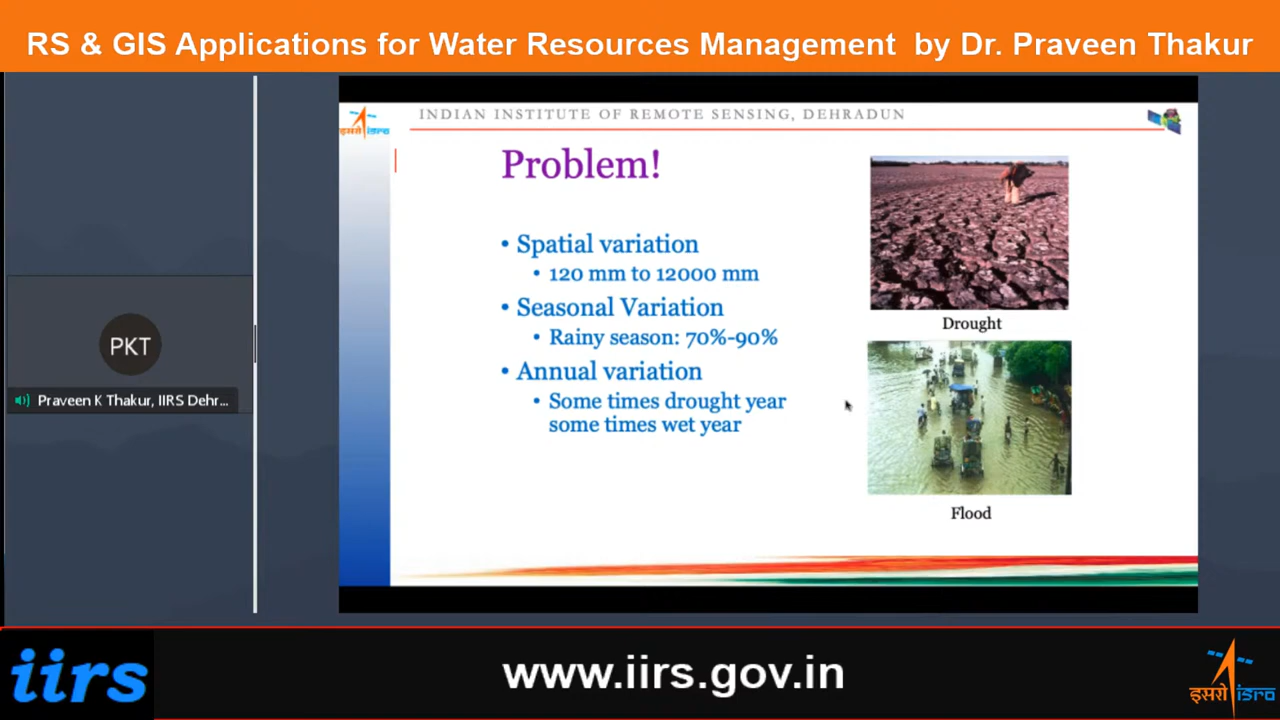 RS & GIS Applications for Water Resources Management by Dr. Praveen Thakur
INDIAN INSTITUTE OF REMOTE SENSING, DEHRADUN
इसरो isro
Problem!
• Spatial variation
• 120 mm to 12000 mm
• Seasonal Variation
• Rainy season: 70%-90%
• Annual variation
• Some times drought year
some times wet year
Drought
Flood
PKT
Praveen K Thakur, IIRS Dehr...
iirs
www.iirs.gov.in
इसरो isro